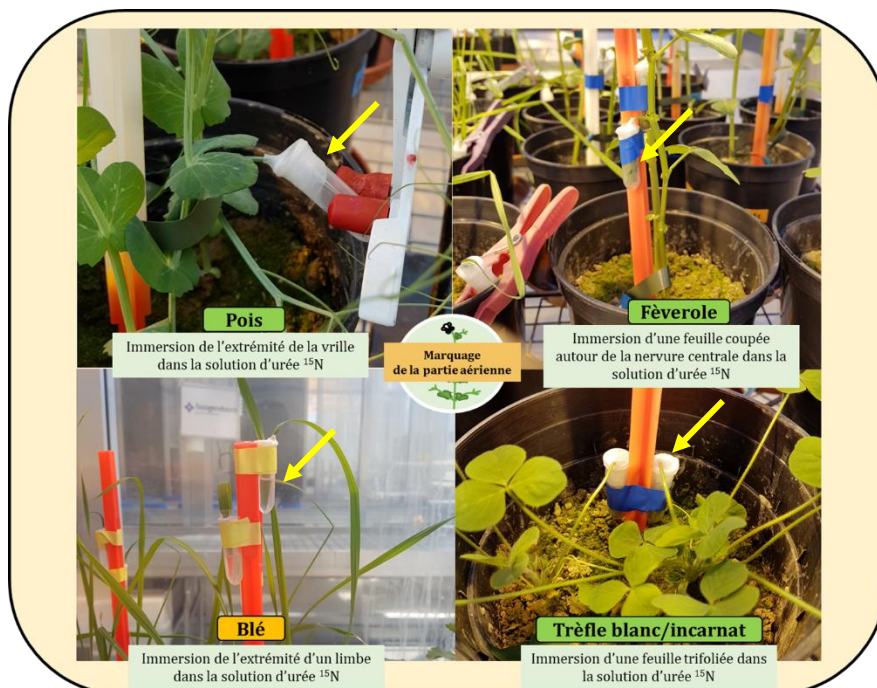 Pois
Immersion de l’extrémité de la vrille
dans la solution d’urée ¹⁵N
Fèverole
Immersion d’une feuille coupée
autour de la nervure centrale dans la
solution d’urée ¹⁵N
Marquage
de la partie aérienne
Blé
Immersion de l’extrémité d’un limbe
dans la solution d’urée ¹⁵N
Trèfle blanc/incarnat
Immersion d’une feuille trifoliée dans
la solution d’urée ¹⁵N